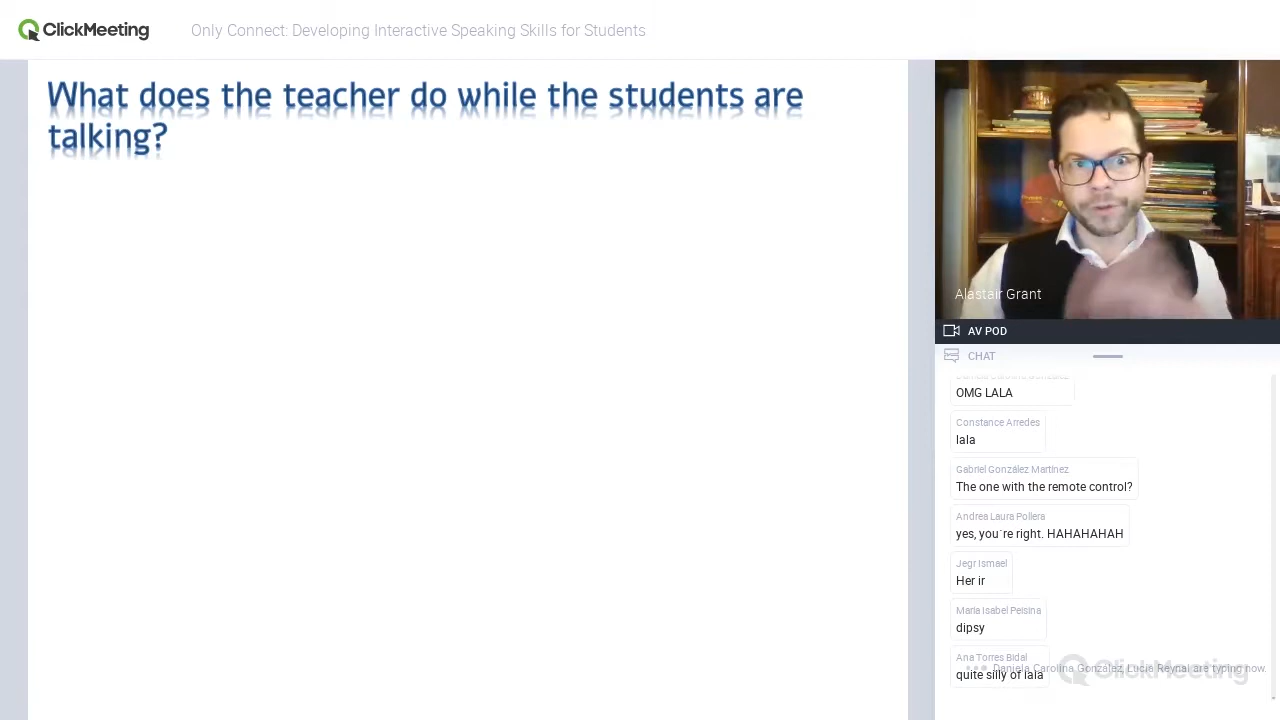 ClickMeeting
Only Connect: Developing Interactive Speaking Skills for Students
What does the teacher do while the students are
talking?
Alastair Grant
AV POD
CHAT
OMG LALA
Constance Arredes
lala
Gabriel González Martínez
The one with the remote control?
Andrea Laura Pollera
yes, you´re right. HAHAHAHAH
Jegr Ismael
Her ir
Maria Isabel Peisina
dipsy
Ana Torres Bidal
quite silly of lala
Daniela Carolina González, Lucia Reynal are typing now.
ClickMeeting